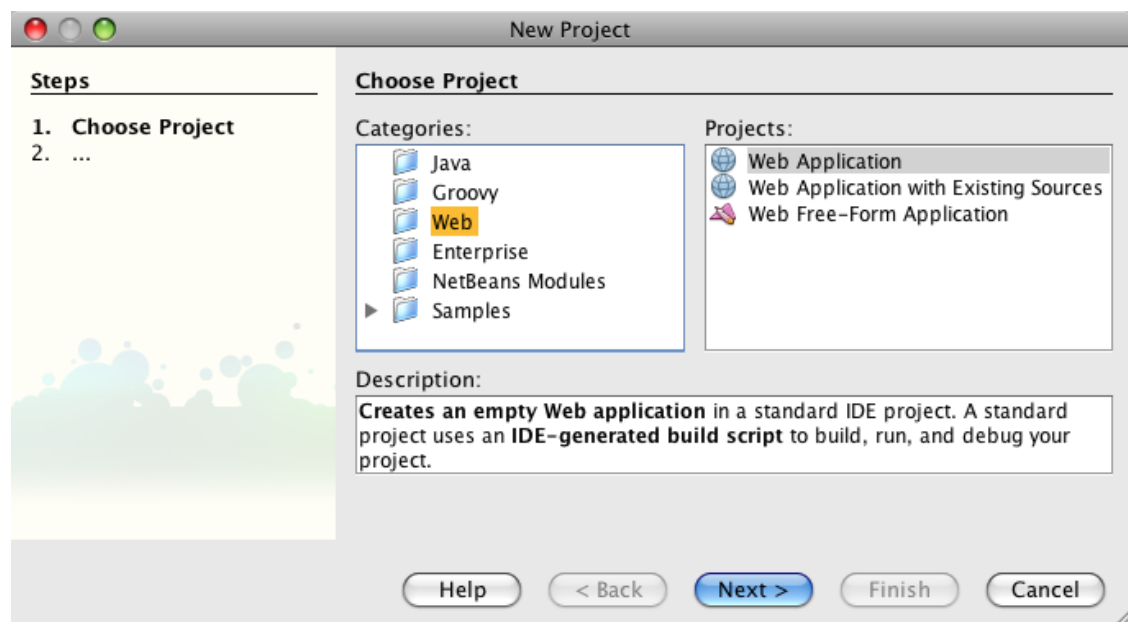 New Project
Steps
1. Choose Project
2. ...
Choose Project
Categories:
Java
Groovy
Web
Enterprise
NetBeans Modules
Samples
Projects:
Web Application
Web Application with Existing Sources
Web Free-Form Application
Description:
Creates an empty Web application in a standard IDE project. A standard
project uses an IDE-generated build script to build, run, and debug your
project.
Help < Back Next > Finish Cancel